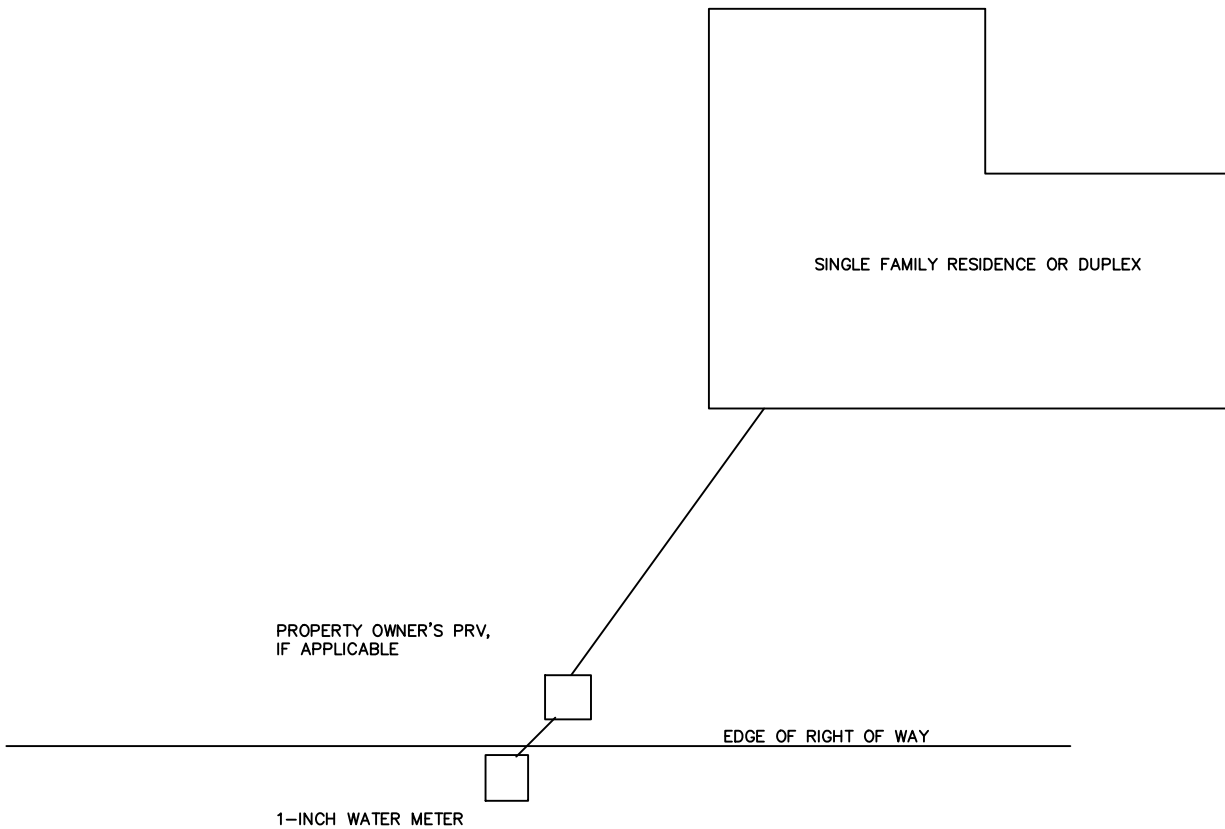 SINGLE FAMILY RESIDENCE OR DUPLEX
PROPERTY OWNER'S PRV,
IF APPLICABLE
EDGE OF RIGHT OF WAY
1-INCH WATER METER